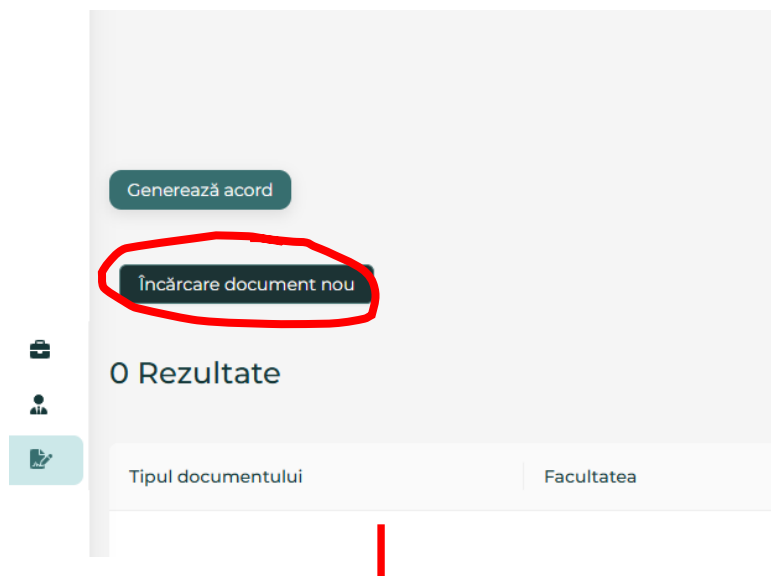 Generează acord
Încărcare document nou
0 Rezultate
Tipul documentului
Facultatea